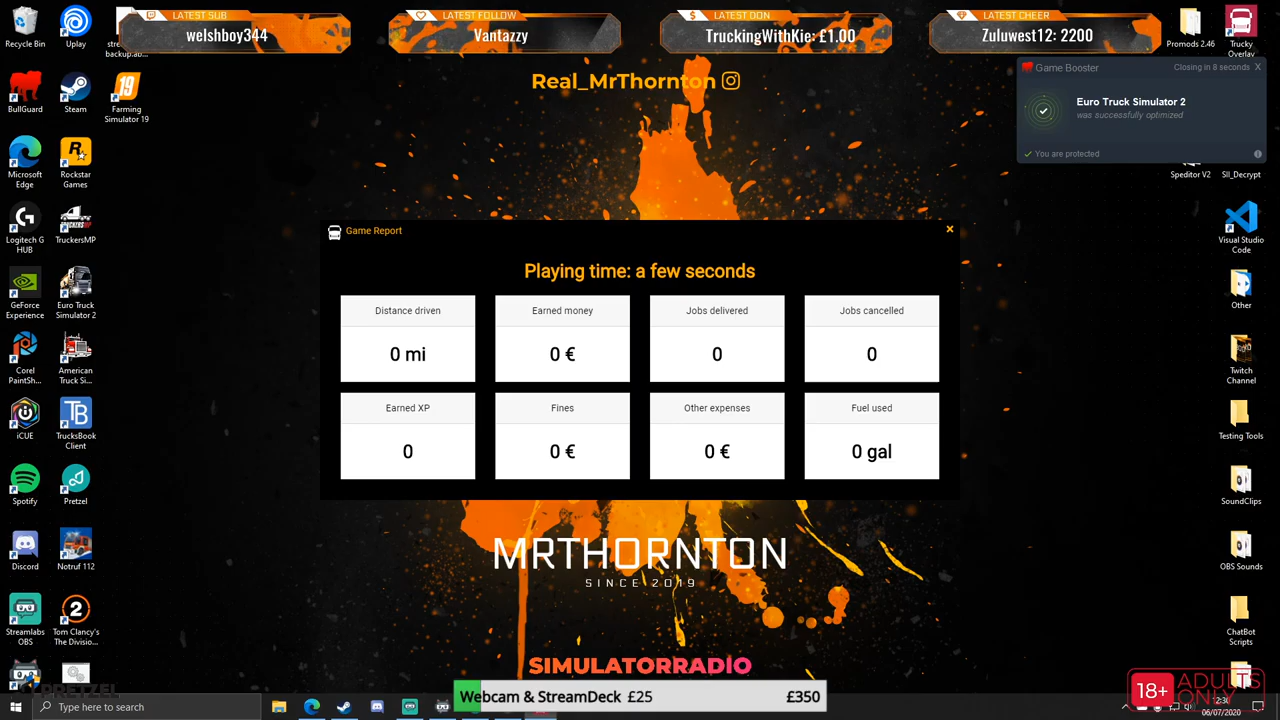 LATEST SUB
welshboy344
LATEST FOLLOW
Vantazzy
LATEST DON
TruckingWithKie: £1.00
LATEST CHEER
Zuluwest12: 2200
Real_MrThornton
Recycle Bin
Uplay
backup.ab...
Promods 2.46
Trucky
Overlay
Game Booster
Closing in 8 seconds X
Euro Truck Simulator 2
was successfully optimized
You are protected
BullGuard
Steam
Farming
Simulator 19
19
Microsoft
Edge
Rockstar
Games
Speditor V2
SII_Decrypt
Logitech G
HUB
TruckersMP
Visual Studio
Code
GeForce
Experience
Euro Truck
Simulator 2
Other
Corel
PaintSh...
American
Truck Si...
Twitch
Channel
iCUE
TB
TrucksBook
Client
Testing Tools
Spotify
Pretzel
SoundClips
Discord
Notruf 112
OBS Sounds
Streamlabs
OBS
Tom Clancy's
The Divisio...
ChatBot
Scripts
Game Report
×
Playing time: a few seconds
Distance driven
0 mi
Earned money
0 €
Jobs delivered
0
Jobs cancelled
0
Earned XP
0
Fines
0 €
Other expenses
0 €
Fuel used
0 gal
MRTHORNTON
SINCE 2019
SIMULATORRADIO
Webcam & StreamDeck £25
£350
18+ ADULTS
ONLY
Type here to search
06/07/2020